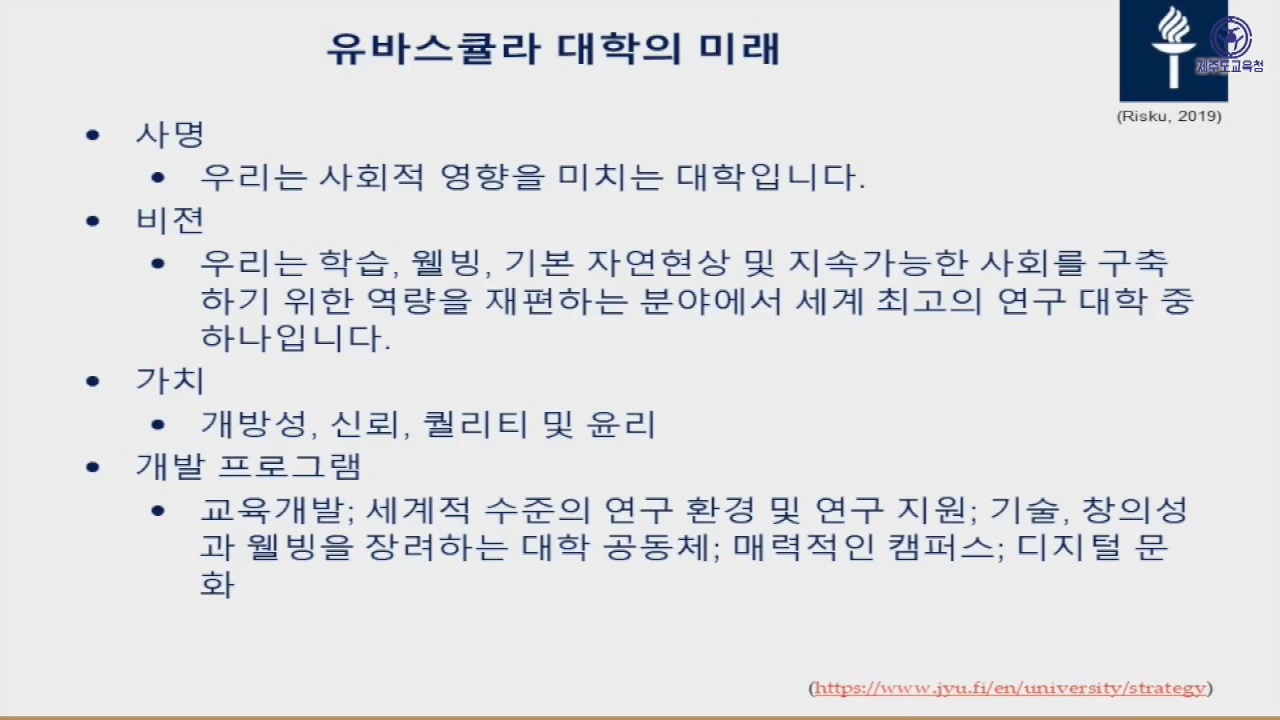 유바스큘라 대학의 미래
제주도교육청
(Risku, 2019)
• 사명
• 우리는 사회적 영향을 미치는 대학입니다.
• 비젼
• 우리는 학습, 웰빙, 기본 자연현상 및 지속가능한 사회를 구축
하기 위한 역량을 재편하는 분야에서 세계 최고의 연구 대학 중
하나입니다.
• 가치
• 개방성, 신뢰, 퀄리티 및 윤리
• 개발 프로그램
• 교육개발; 세계적 수준의 연구 환경 및 연구 지원; 기술, 창의성
과 웰빙을 장려하는 대학 공동체; 매력적인 캠퍼스; 디지털 문
화
(https://www.jyu.fi/en/university/strategy)